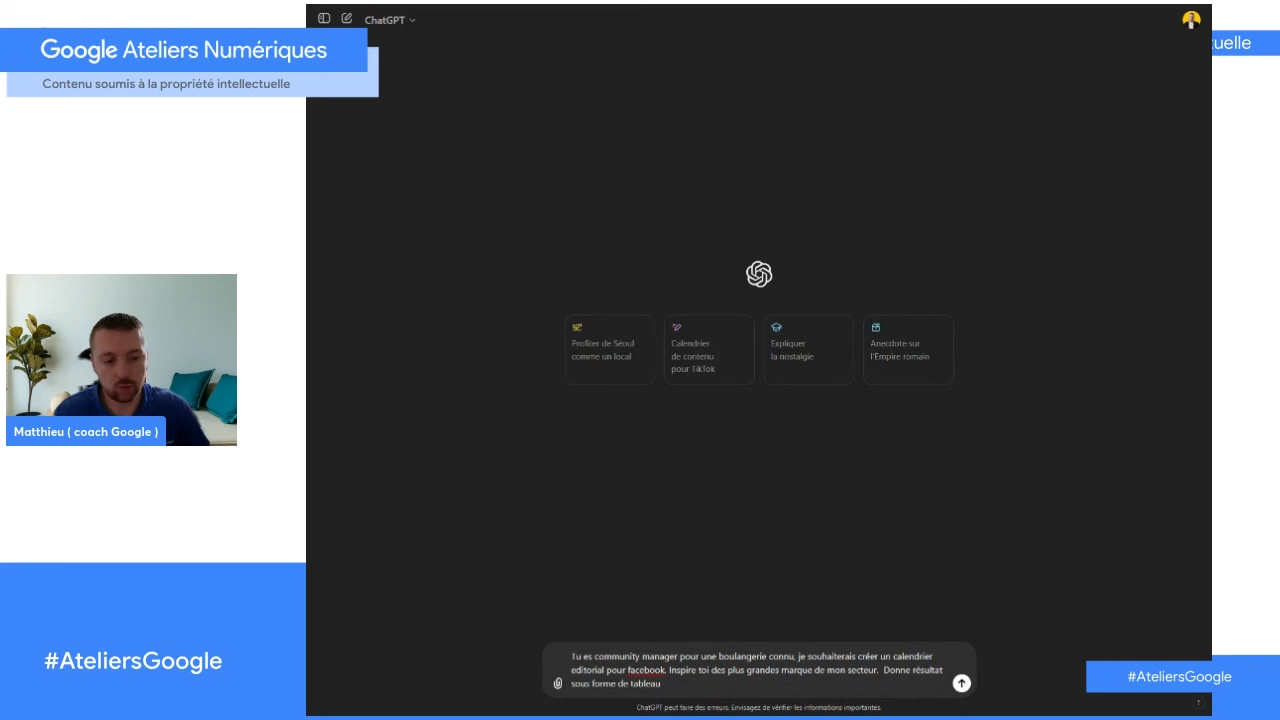 ChatGPT
Google Ateliers Numériques
tuelle
Contenu soumis à la propriété intellectuelle
Profiter de Séoul
comme un local
Calendrier
de contenu
pour TikTok
Expliquer
la nostalgie
Anecdote sur
l'Empire romain
Matthieu ( coach Google )
#AteliersGoogle
Tu es community manager pour une boulangerie connu, je souhaiterais créer un calendrier
editorial pour facebook. Inspire toi des plus grandes marque de mon secteur. Donne résultat
sous forme de tableau
#AteliersGoogle
ChatGPT peut faire des erreurs. Envisagez de vérifier les informations importantes.
?